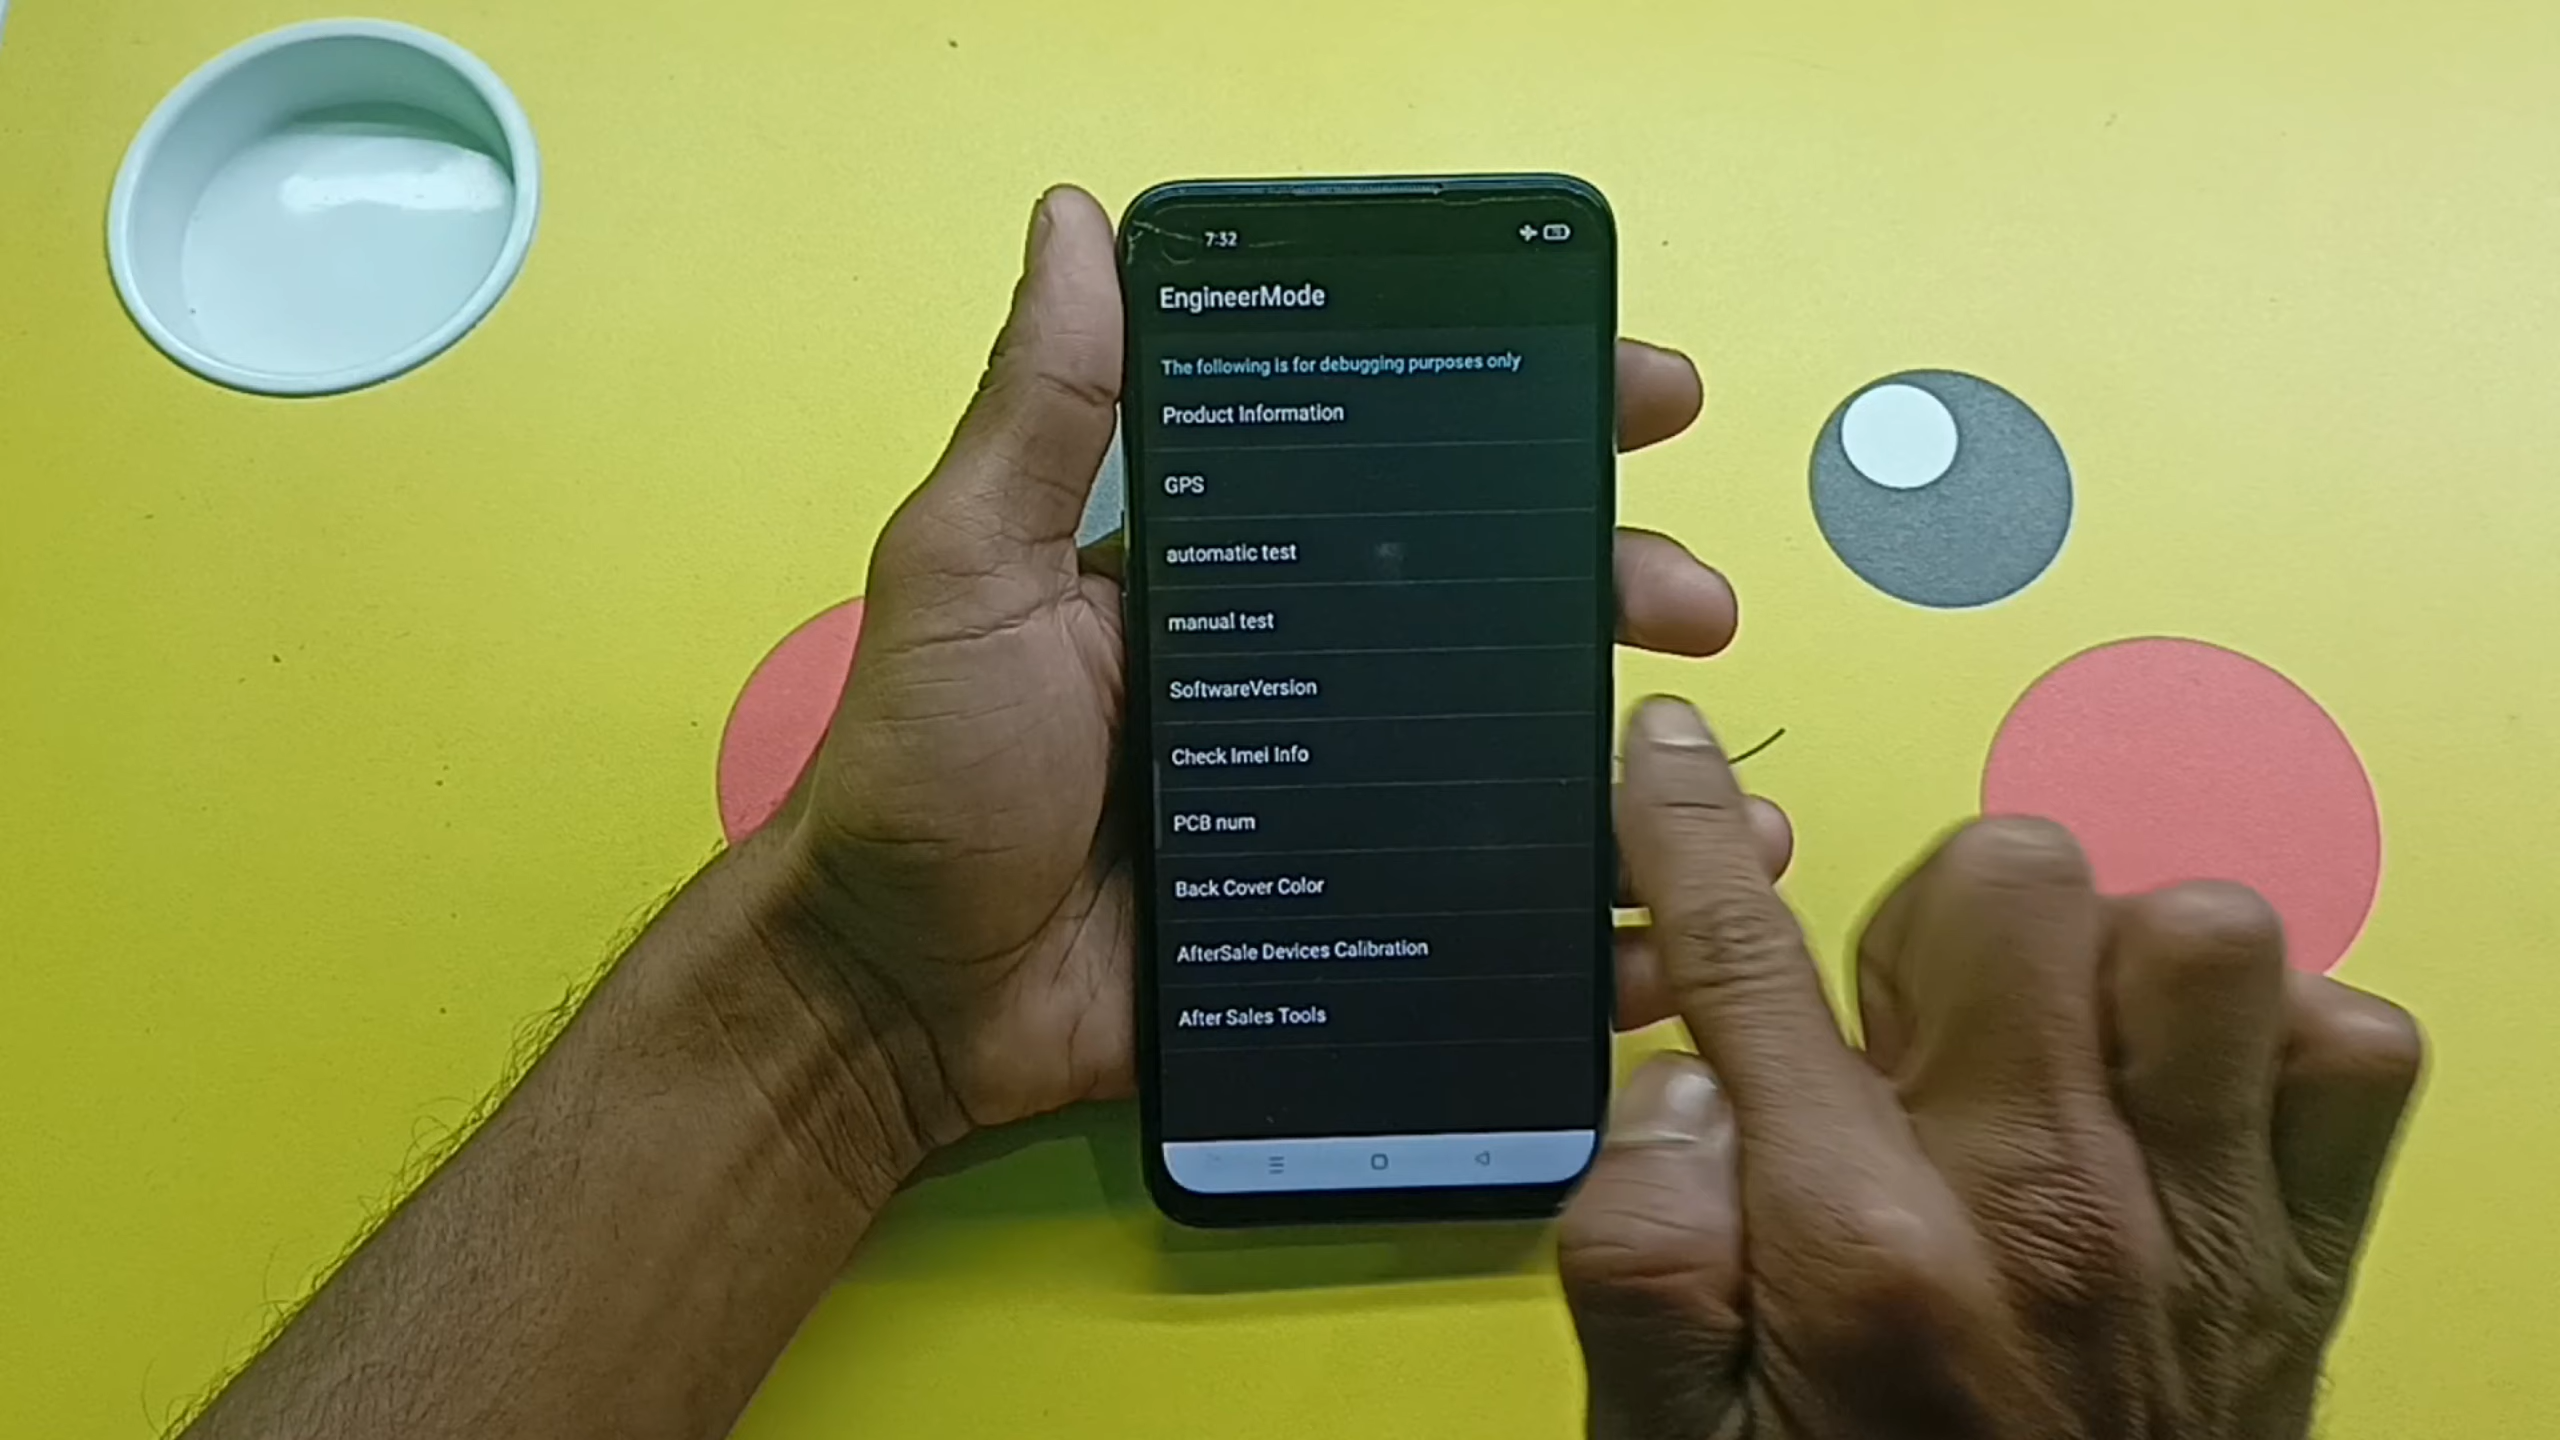 7:32
EngineerMode
The following is for debugging purposes only
Product Information
GPS
automatic test
manual test
SoftwareVersion
Check Imei Info
PCB num
Back Cover Color
AfterSale Devices Calibration
After Sales Tools